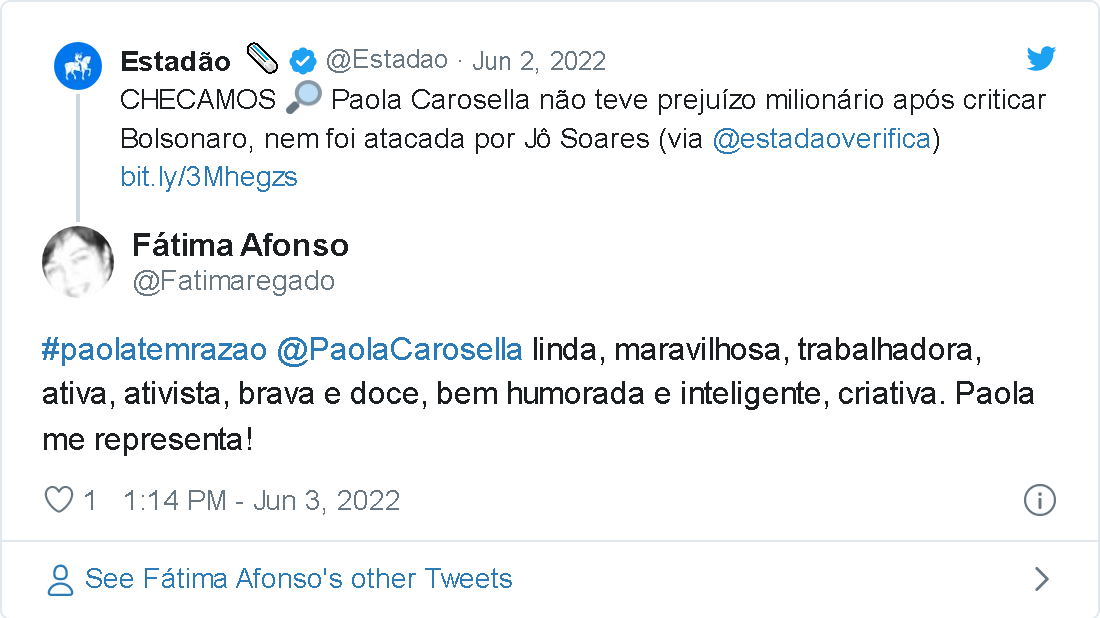 Estadão @Estadao · Jun 2, 2022
CHECAMOS 🔎 Paola Carosella não teve prejuízo milionário após criticar
Bolsonaro, nem foi atacada por Jô Soares (via @estadaoverifica)
bit.ly/3Mhegzs
Fátima Afonso
@Fatimaregado
#paolatemrazao @PaolaCarosella linda, maravilhosa, trabalhadora,
ativa, ativista, brava e doce, bem humorada e inteligente, criativa. Paola
me representa!
1 1:14 PM - Jun 3, 2022
See Fátima Afonso's other Tweets